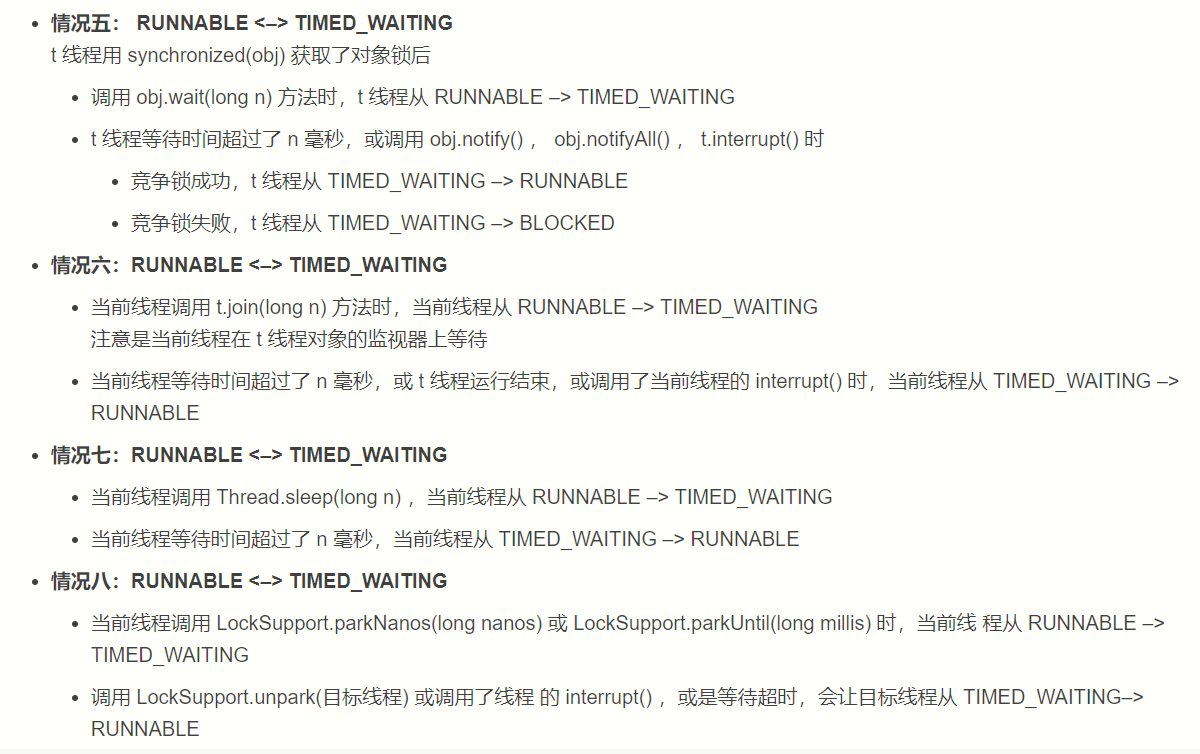 情况五： RUNNABLE <–> TIMED_WAITING
t 线程用 synchronized(obj) 获取了对象锁后
调用 obj.wait(long n) 方法时，t 线程从 RUNNABLE –> TIMED_WAITING
t 线程等待时间超过了 n 毫秒，或调用 obj.notify() ， obj.notifyAll() ， t.interrupt() 时
竞争锁成功，t 线程从 TIMED_WAITING –> RUNNABLE
竞争锁失败，t 线程从 TIMED_WAITING –> BLOCKED
情况六：RUNNABLE <–> TIMED_WAITING
当前线程调用 t.join(long n) 方法时，当前线程从 RUNNABLE –> TIMED_WAITING
注意是当前线程在 t 线程对象的监视器上等待
当前线程等待时间超过了 n 毫秒，或 t 线程运行结束，或调用了当前线程的 interrupt() 时，当前线程从 TIMED_WAITING –>
RUNNABLE
情况七：RUNNABLE <–> TIMED_WAITING
当前线程调用 Thread.sleep(long n) ，当前线程从 RUNNABLE –> TIMED_WAITING
当前线程等待时间超过了 n 毫秒，当前线程从 TIMED_WAITING –> RUNNABLE
情况八：RUNNABLE <–> TIMED_WAITING
当前线程调用 LockSupport.parkNanos(long nanos) 或 LockSupport.parkUntil(long millis) 时，当前线 程从 RUNNABLE –>
TIMED_WAITING
调用 LockSupport.unpark(目标线程) 或调用了线程 的 interrupt() ，或是等待超时，会让目标线程从 TIMED_WAITING–>
RUNNABLE